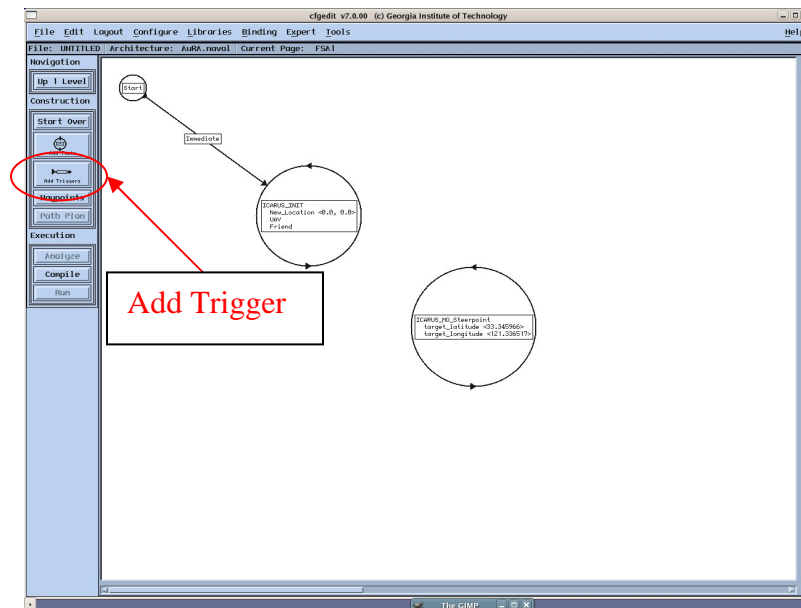 cfgedit v7.0.00 (c) Georgia Institute of Technology
File Edit Layout Configure Libraries Binding Expert Tools Help
File: UNTITLED Architecture: AuRA.naval Current Page: FSA1
Navigation
Up 1 Level
Construction
Start Over
Add Tasks
Add Triggers
Waypoints
Path Plan
Execution
Analyze
Compile
Run
Start
Immediate
ICARUS_INIT
New_Location <0.0, 0.0>
UAV
Friend
Add Trigger
ICARUS_MO_Steerpoint
target_latitude <33.345966>
target_longitude <121.336517>
The GIMP